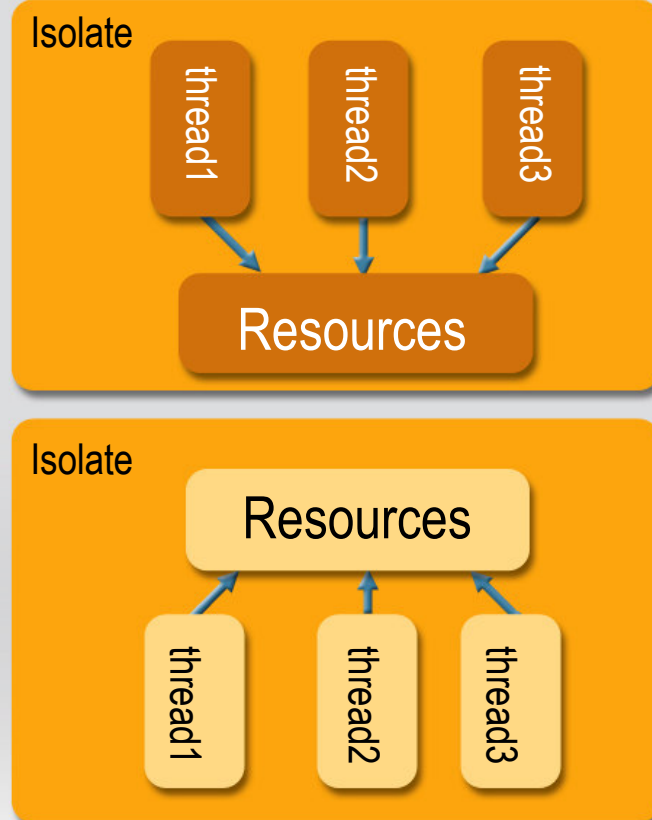 Isolate
thread1
thread2
thread3
Resources
Isolate
Resources
thread1
thread2
thread3